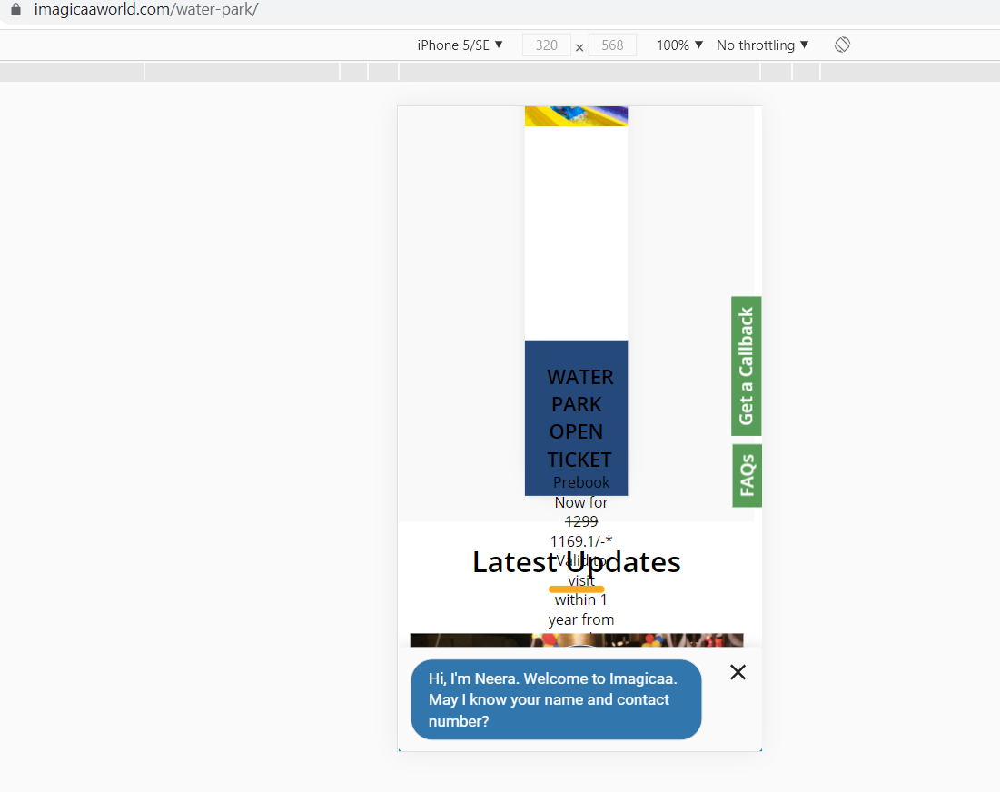 imagicaaworld.com/water-park/
iPhone 5/SE ▼ 320 × 568 100% ▼ No throttling ▼
WATER
PARK
OPEN
TICKET
Prebook
Now for
1299
1169.1/-*
Valid to
Latest Updates
visit
within 1
year from
Get a Callback
FAQs
Hi, I'm Neera. Welcome to Imagicaa.
May I know your name and contact
number?